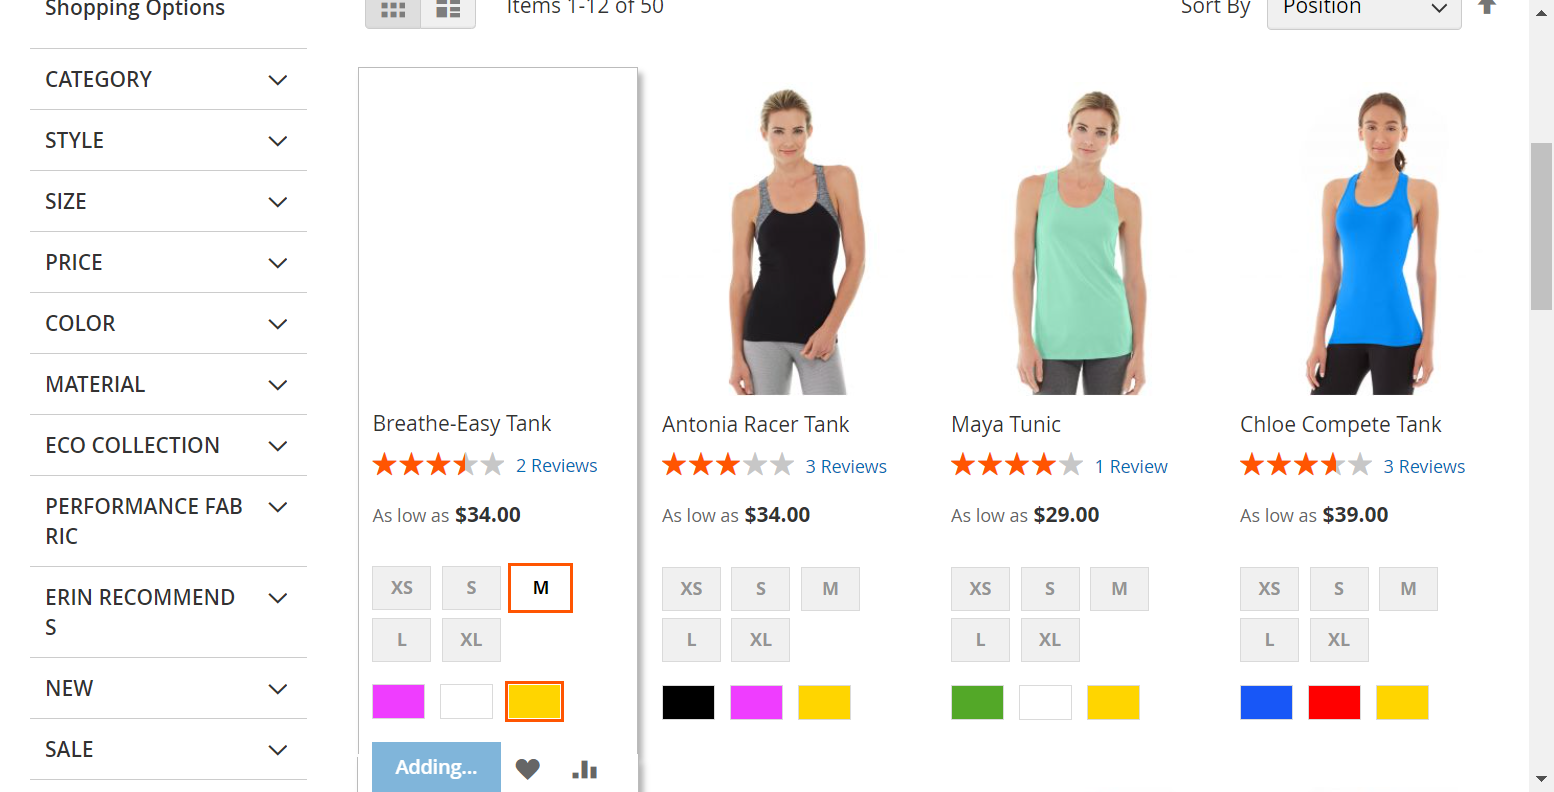 Shopping Options
Items 1-12 of 50
Sort By
Position
CATEGORY
STYLE
SIZE
PRICE
COLOR
MATERIAL
ECO COLLECTION
PERFORMANCE FAB
RIC
ERIN RECOMMEND
S
NEW
SALE
Breathe-Easy Tank
2 Reviews
As low as $34.00
XS S M
L XL
Adding...
Antonia Racer Tank
3 Reviews
As low as $34.00
XS S M
L XL
Maya Tunic
1 Review
As low as $29.00
XS S M
L XL
Chloe Compete Tank
3 Reviews
As low as $39.00
XS S M
L XL